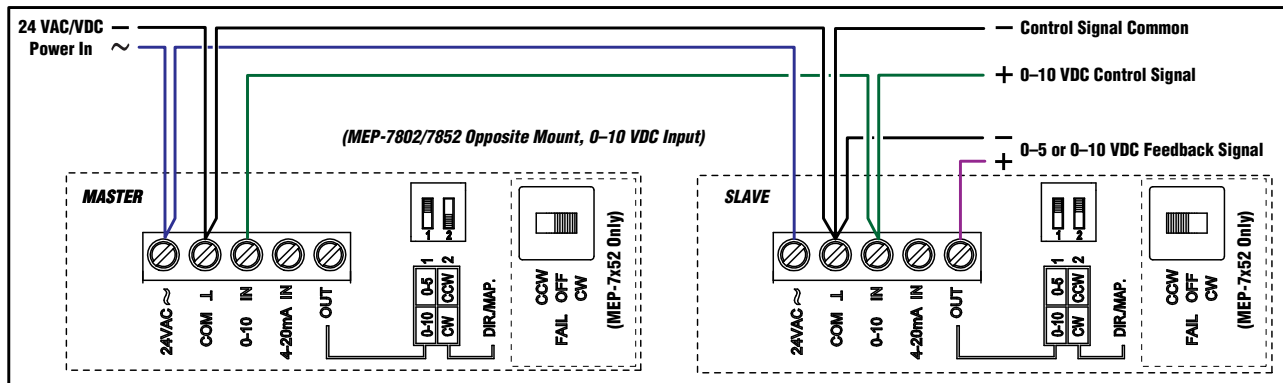 24 VAC/VDC −
Power In ~
− Control Signal Common
+ 0–10 VDC Control Signal
(MEP-7802/7852 Opposite Mount, 0–10 VDC Input)
−
+ 0–5 or 0–10 VDC Feedback Signal
MASTER
1 2
24VAC ~
COM ⊥
0-10 IN
4-20mA IN
OUT
1 2
0-5 CCW
0-10 CW
DIR./MAP.
CCW
FAIL OFF
CW
(MEP-7x52 Only)
SLAVE
1 2
24VAC ~
COM ⊥
0-10 IN
4-20mA IN
OUT
1 2
0-5 CCW
0-10 CW
DIR./MAP.
CCW
FAIL OFF
CW
(MEP-7x52 Only)